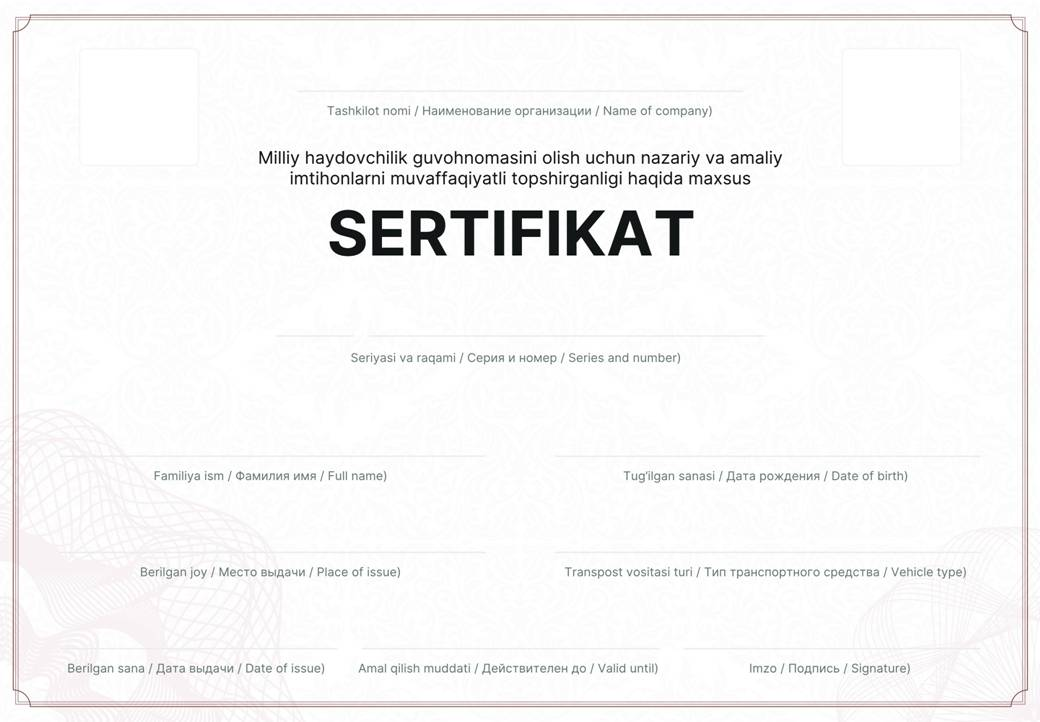 Tashkilot nomi / Наименование организации / Name of company)
Milliy haydovchilik guvohnomasini olish uchun nazariy va amaliy
imtihonlarni muvaffaqiyatli topshirganligi haqida maxsus
SERTIFIKAT
Seriyasi va raqami / Серия и номер / Series and number)
Familiya ism / Фамилия имя / Full name)
Tug‘ilgan sanasi / Дата рождения / Date of birth)
Berilgan joy / Место выдачи / Place of issue)
Transpost vositasi turi / Тип транспортного средства / Vehicle type)
Berilgan sana / Дата выдачи / Date of issue)
Amal qilish muddati / Действителен до / Valid until)
Imzo / Подпись / Signature)